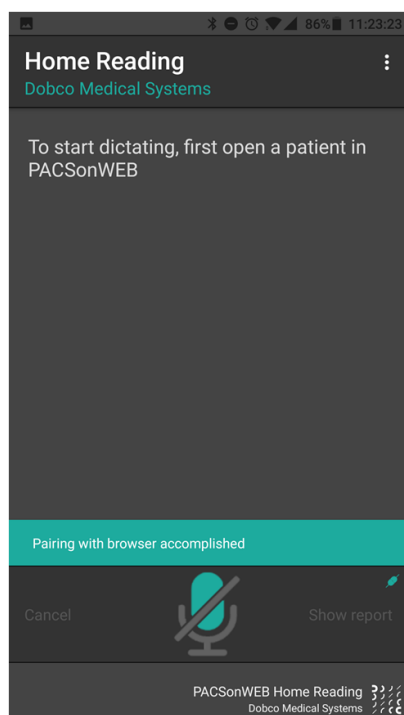 86% 11:23:23
Home Reading
Dobco Medical Systems
To start dictating, first open a patient in
PACSonWEB
Pairing with browser accomplished
Cancel
Show report
PACSonWEB Home Reading
Dobco Medical Systems